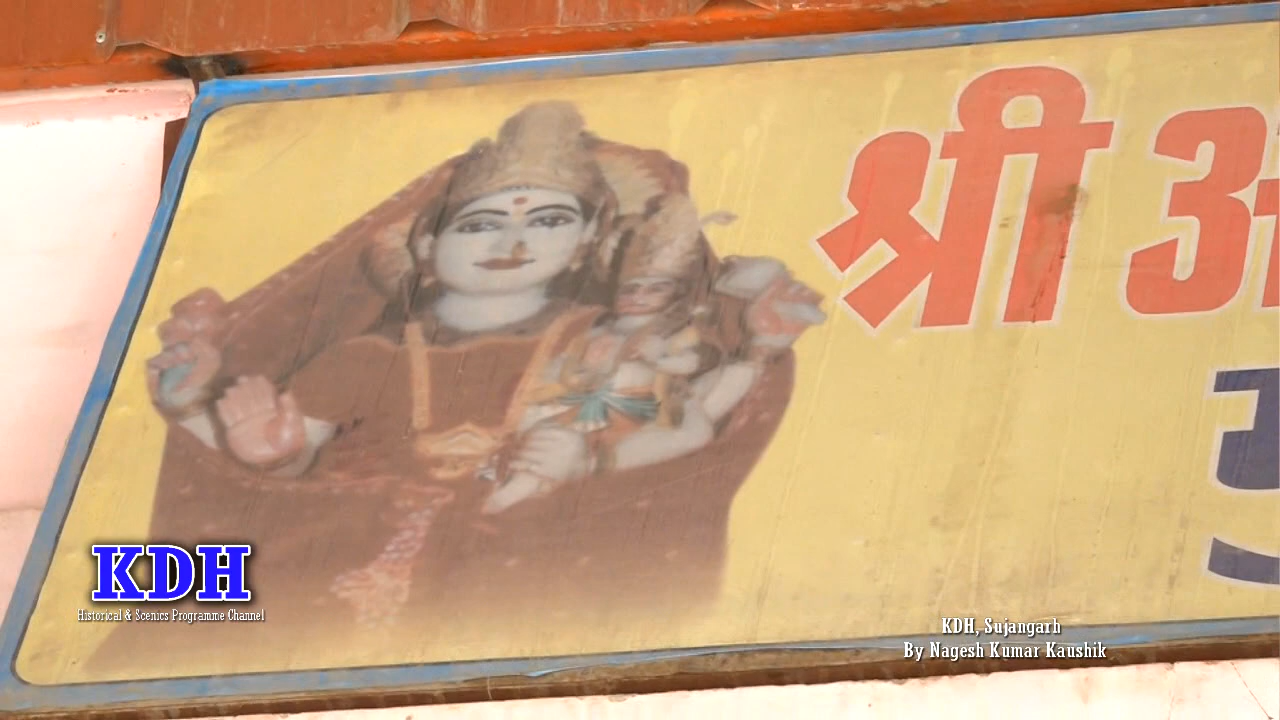 श्री
KDH
Historical & Scenics Programme Channel
KDH, Sujangarh
By Nagesh Kumar Kaushik